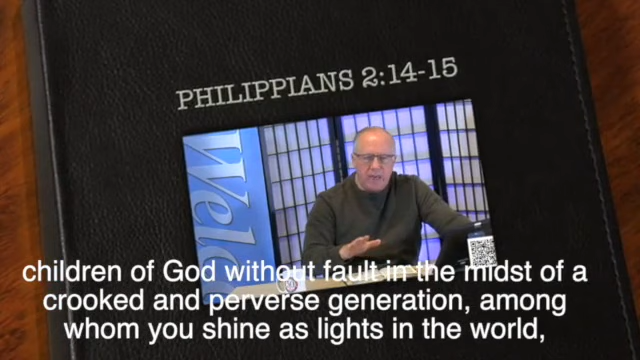 PHILIPPIANS 2:14-15
Welc
children of God without fault in the midst of a
crooked and perverse generation, among
whom you shine as lights in the world,